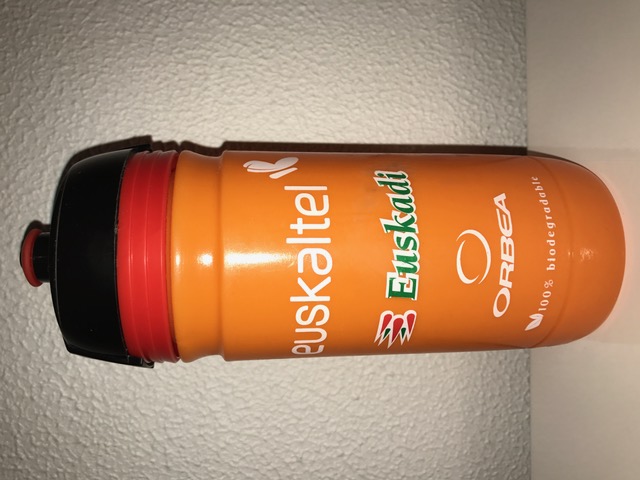 euskaltel
Euskadi
ORBEA
100% biodegradable